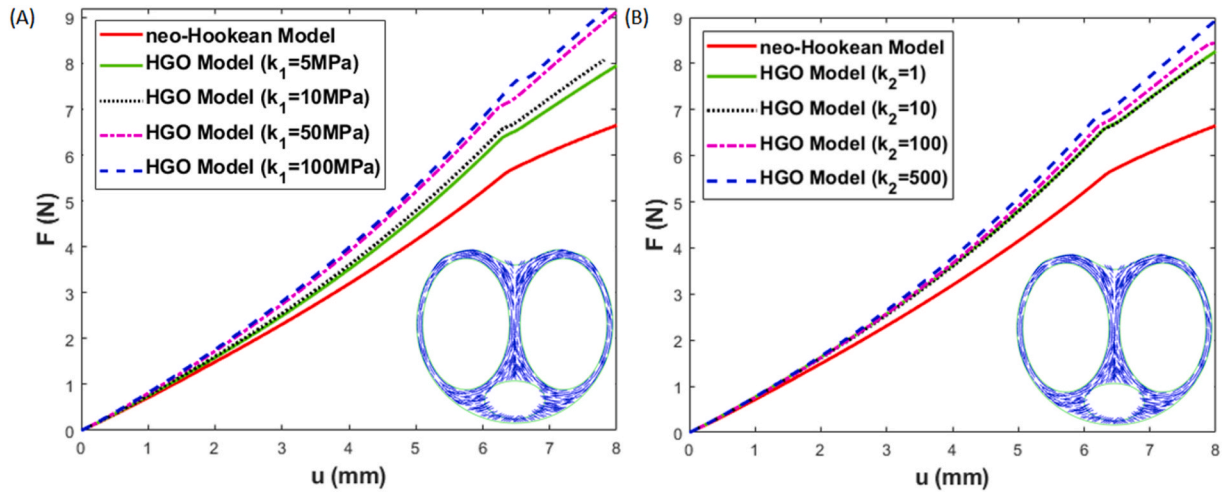 (A)
9
8
7
6
5
4
3
2
1
0
F (N)
neo-Hookean Model
HGO Model (k₁=5MPa)
HGO Model (k₁=10MPa)
HGO Model (k₁=50MPa)
HGO Model (k₁=100MPa)
0 1 2 3 4 5 6 7 8
u (mm)
(B)
9
8
7
6
5
4
3
2
1
0
F (N)
neo-Hookean Model
HGO Model (k₂=1)
HGO Model (k₂=10)
HGO Model (k₂=100)
HGO Model (k₂=500)
0 1 2 3 4 5 6 7 8
u (mm)